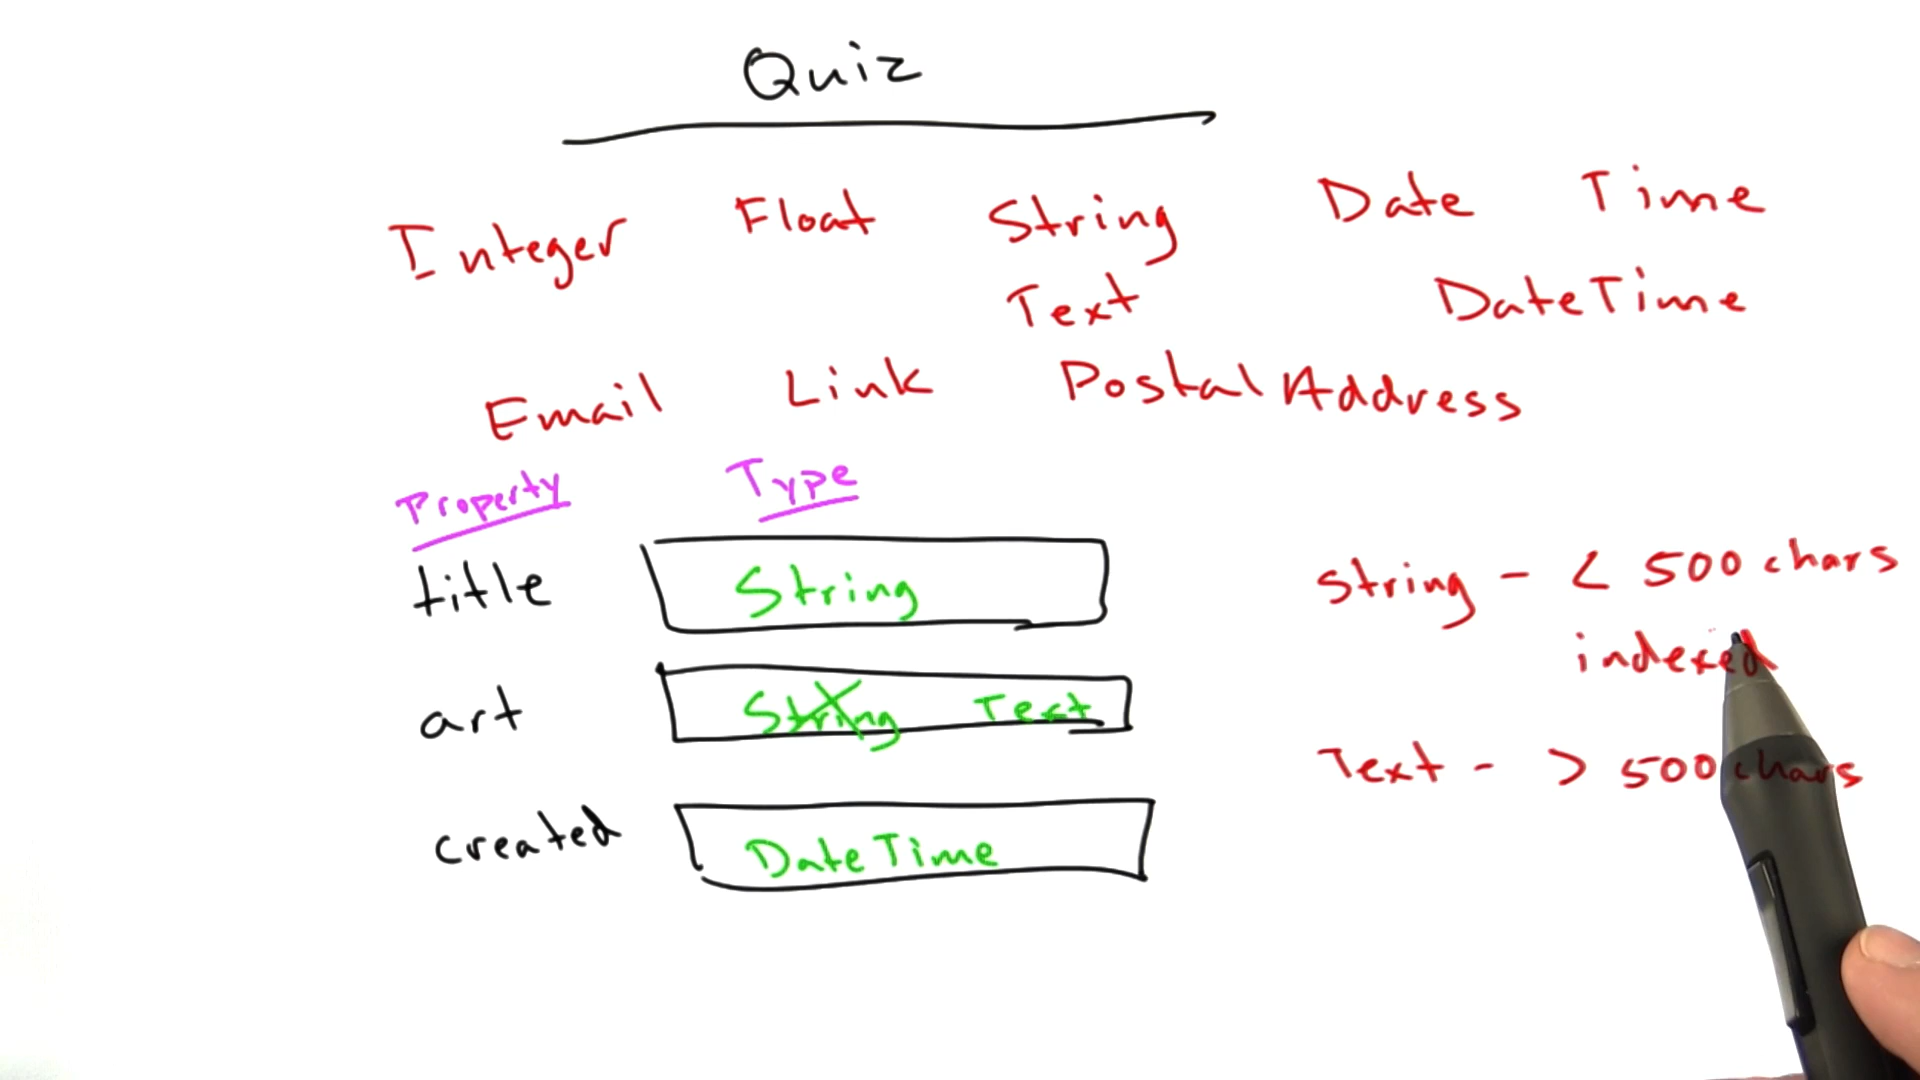 Quiz
Integer Float String Date Time
Text DateTime
Email Link PostalAddress
Property Type
title String
art String Text
created DateTime
String - < 500 chars
indexed
Text - > 500 chars